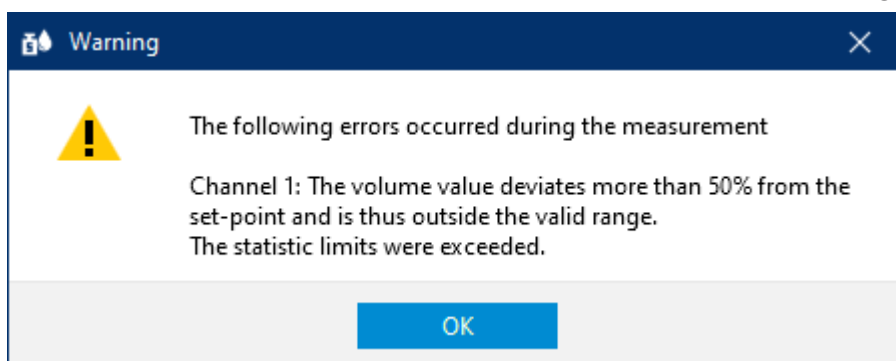 Warning
The following errors occurred during the measurement
Channel 1: The volume value deviates more than 50% from the
set-point and is thus outside the valid range.
The statistic limits were exceeded.
OK